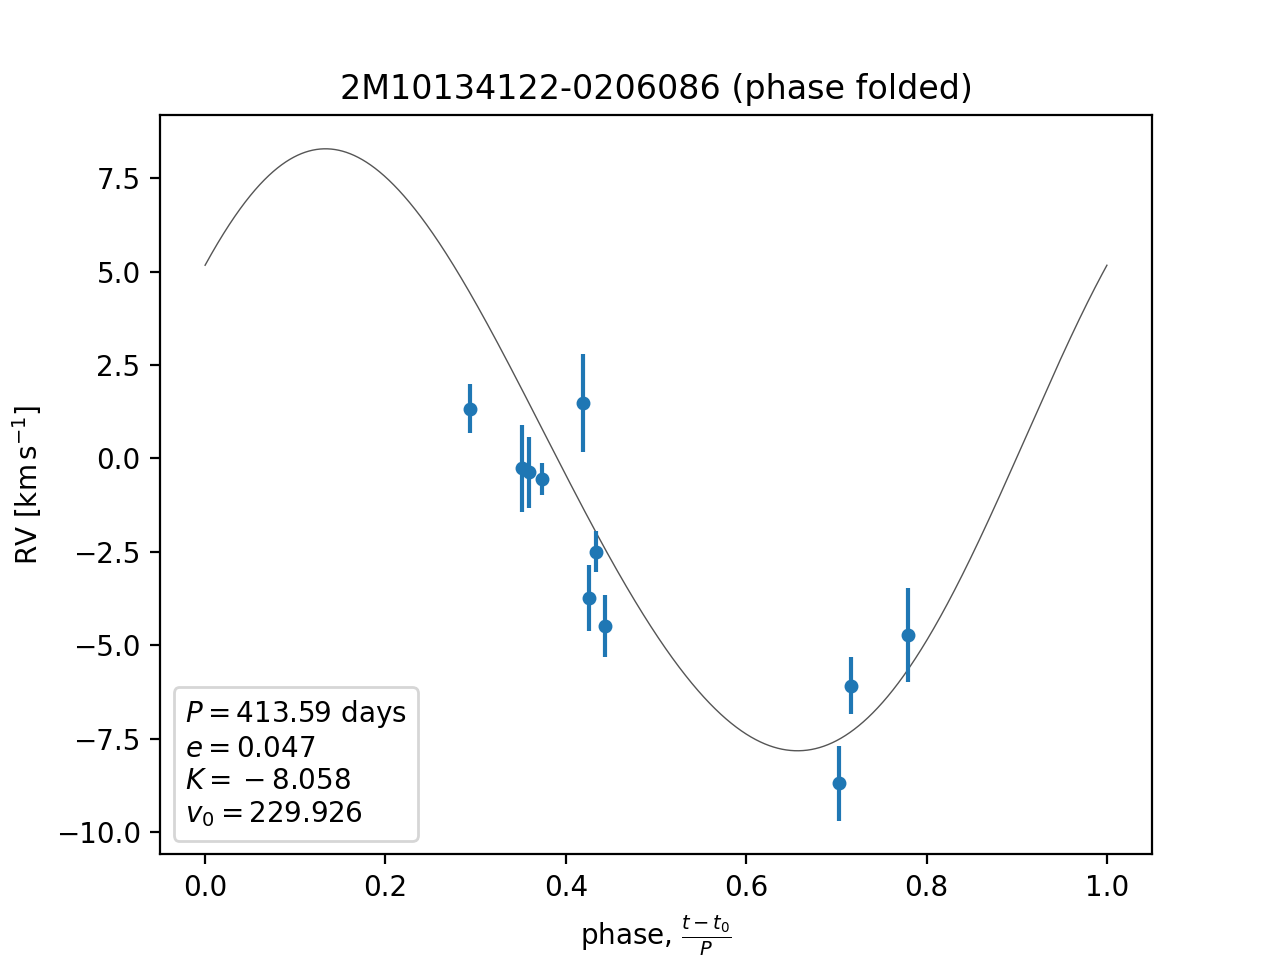 2M10134122-0206086 (phase folded)
7.5
5.0
2.5
0.0
−2.5
−5.0
−7.5
−10.0
RV [km s⁻¹]
P = 413.59 days
e = 0.047
K = −8.058
v₀ = 229.926
0.0 0.2 0.4 0.6 0.8 1.0
phase, (t − t₀)/P